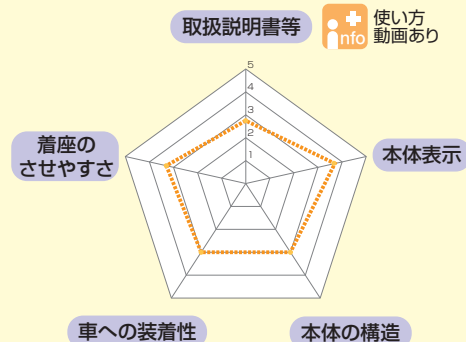 取扱説明書等
info
使い方
動画あり
5
4
3
2
1
着座の
させやすさ
本体表示
車への装着性
本体の構造